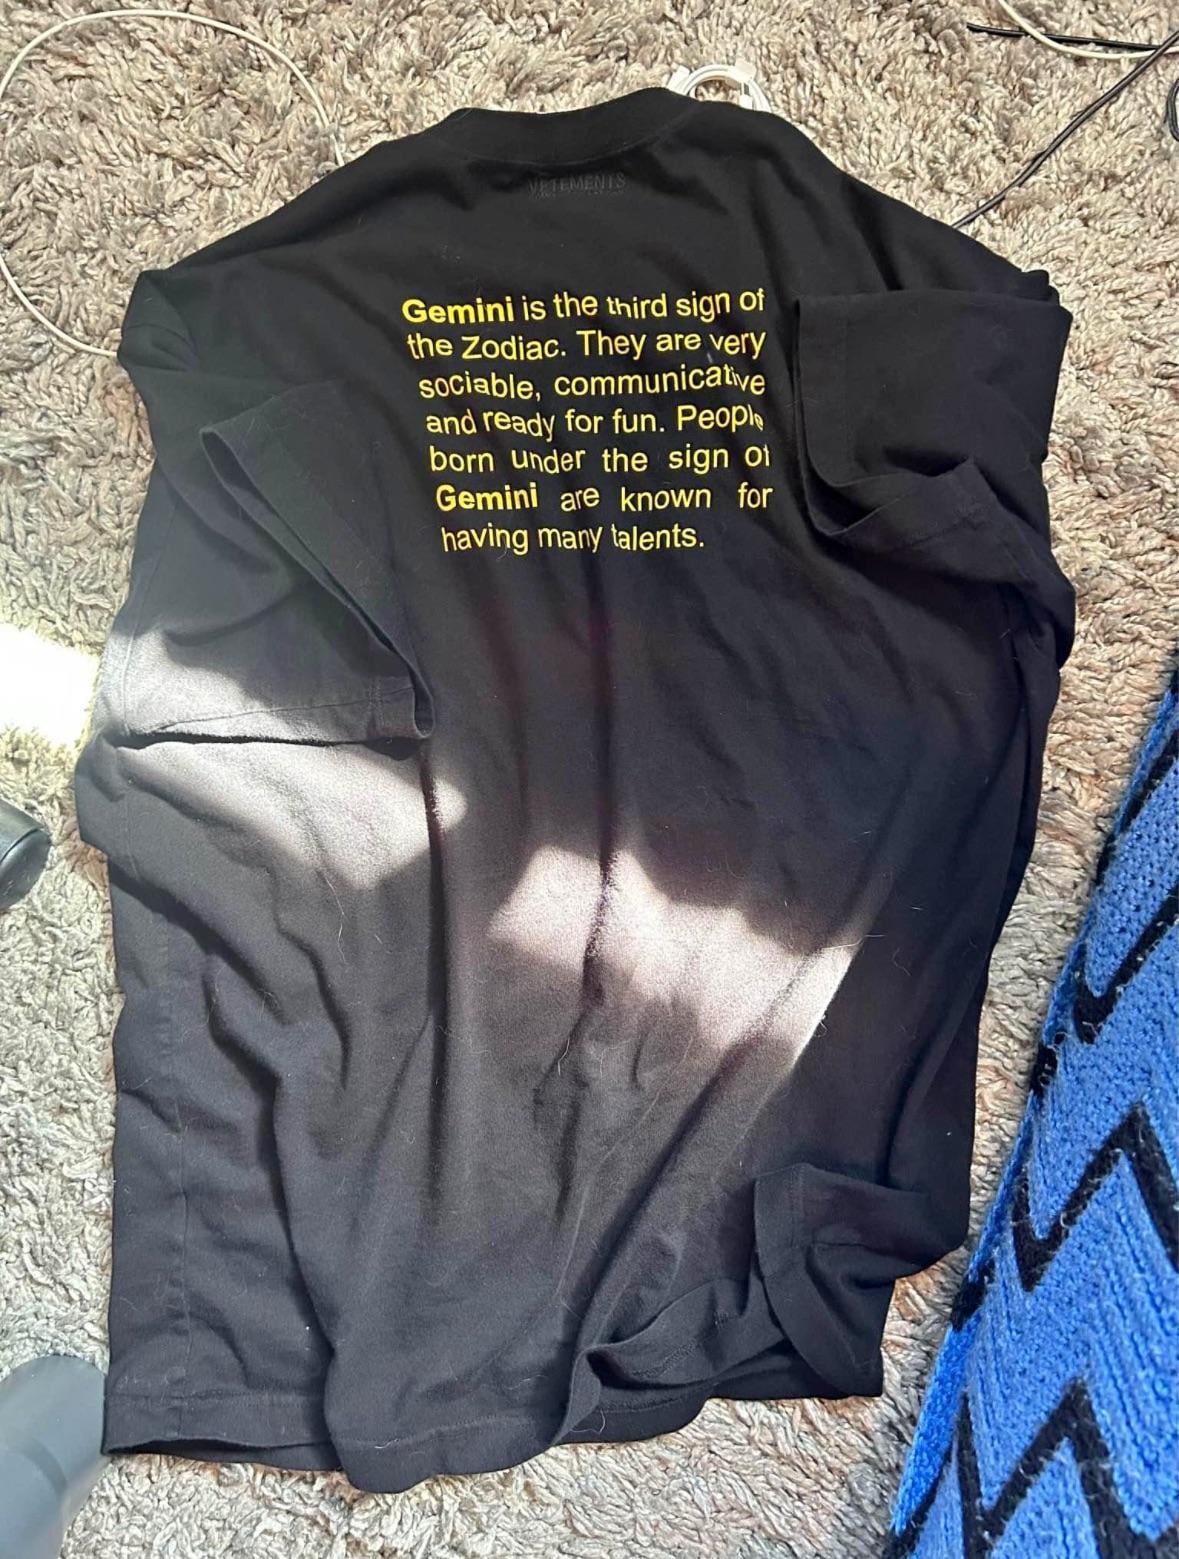 VETEMENTS
Gemini is the third sign of
the Zodiac. They are very
sociable, communicative
and ready for fun. People
born under the sign of
Gemini are known for
having many talents.